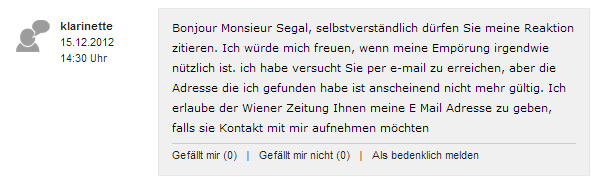 klarinette
15.12.2012
14:30 Uhr
Bonjour Monsieur Segal, selbstverständlich dürfen Sie meine Reaktion
zitieren. Ich würde mich freuen, wenn meine Empörung irgendwie
nützlich ist. ich habe versucht Sie per e-mail zu erreichen, aber die
Adresse die ich gefunden habe ist anscheinend nicht mehr gültig. Ich
erlaube der Wiener Zeitung Ihnen meine E Mail Adresse zu geben,
falls sie Kontakt mit mir aufnehmen möchten
Gefällt mir (0) | Gefällt mir nicht (0) | Als bedenklich melden